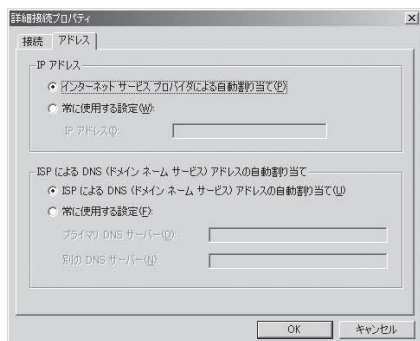 詳細接続プロパティ
接続 アドレス
IP アドレス
インターネット サービス プロバイダによる自動割り当て(P)
常に使用する設定(W):
IP アドレス(I):
ISP による DNS (ドメイン ネーム サービス) アドレスの自動割り当て
ISP による DNS (ドメイン ネーム サービス) アドレスの自動割り当て(U)
常に使用する設定(F):
プライマリ DNS サーバー(D):
別の DNS サーバー(N):
OK キャンセル